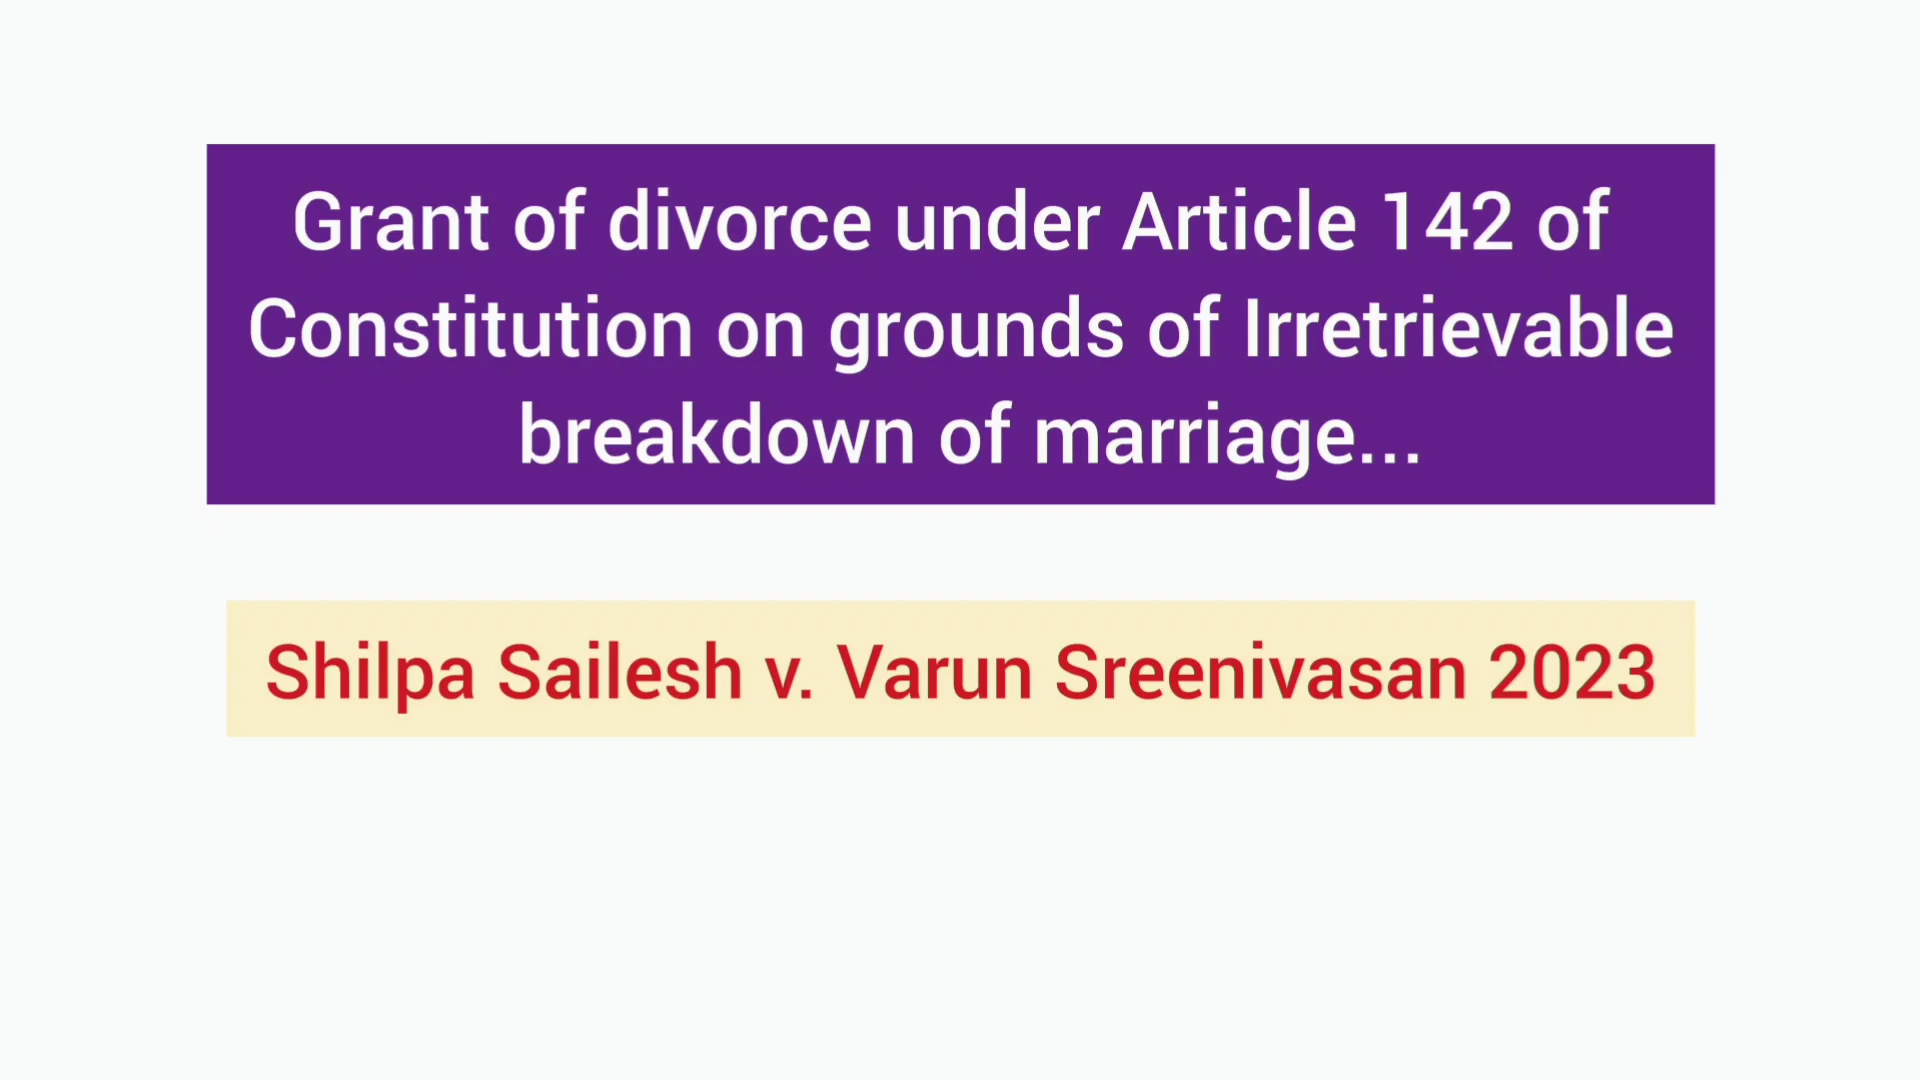 Grant of divorce under Article 142 of
Constitution on grounds of Irretrievable
breakdown of marriage...
Shilpa Sailesh v. Varun Sreenivasan 2023